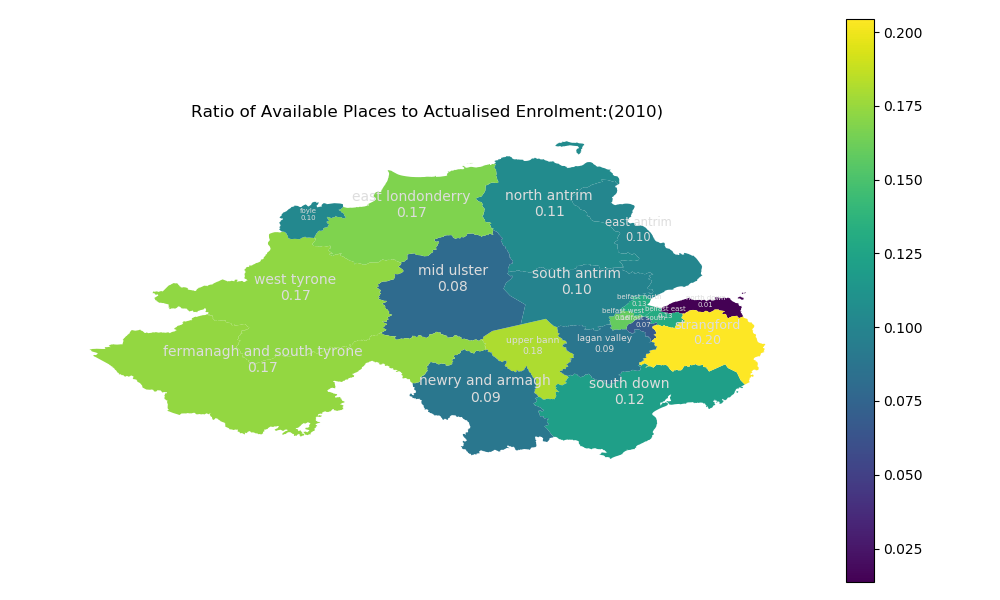 Ratio of Available Places to Actualised Enrolment:(2010)
0.200
0.175
0.150
0.125
0.100
0.075
0.050
0.025
east londonderry
0.17
north antrim
0.11
foyle
0.10
east antrim
0.10
west tyrone
0.17
mid ulster
0.08
south antrim
0.10
belfast north
0.13
0.01
belfast east
0.13
belfast west
belfast south
0.07
strangford
0.20
upper bann
0.18
lagan valley
0.09
fermanagh and south tyrone
0.17
newry and armagh
0.09
south down
0.12